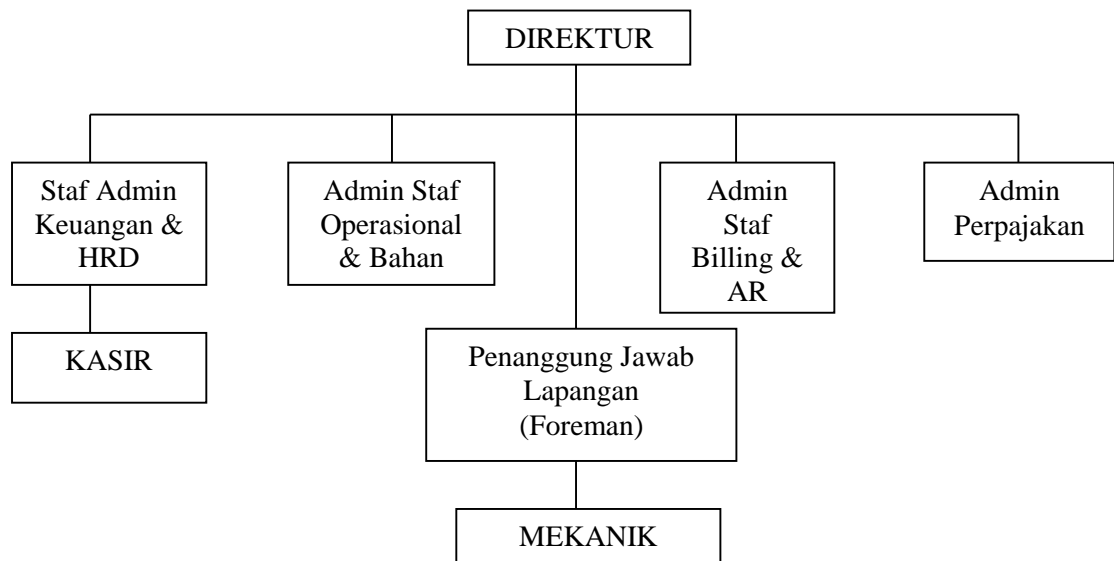 DIREKTUR
Staf Admin
Keuangan &
HRD
Admin Staf
Operasional
& Bahan
Admin
Staf
Billing &
AR
Admin
Perpajakan
KASIR
Penanggung Jawab
Lapangan
(Foreman)
MEKANIK